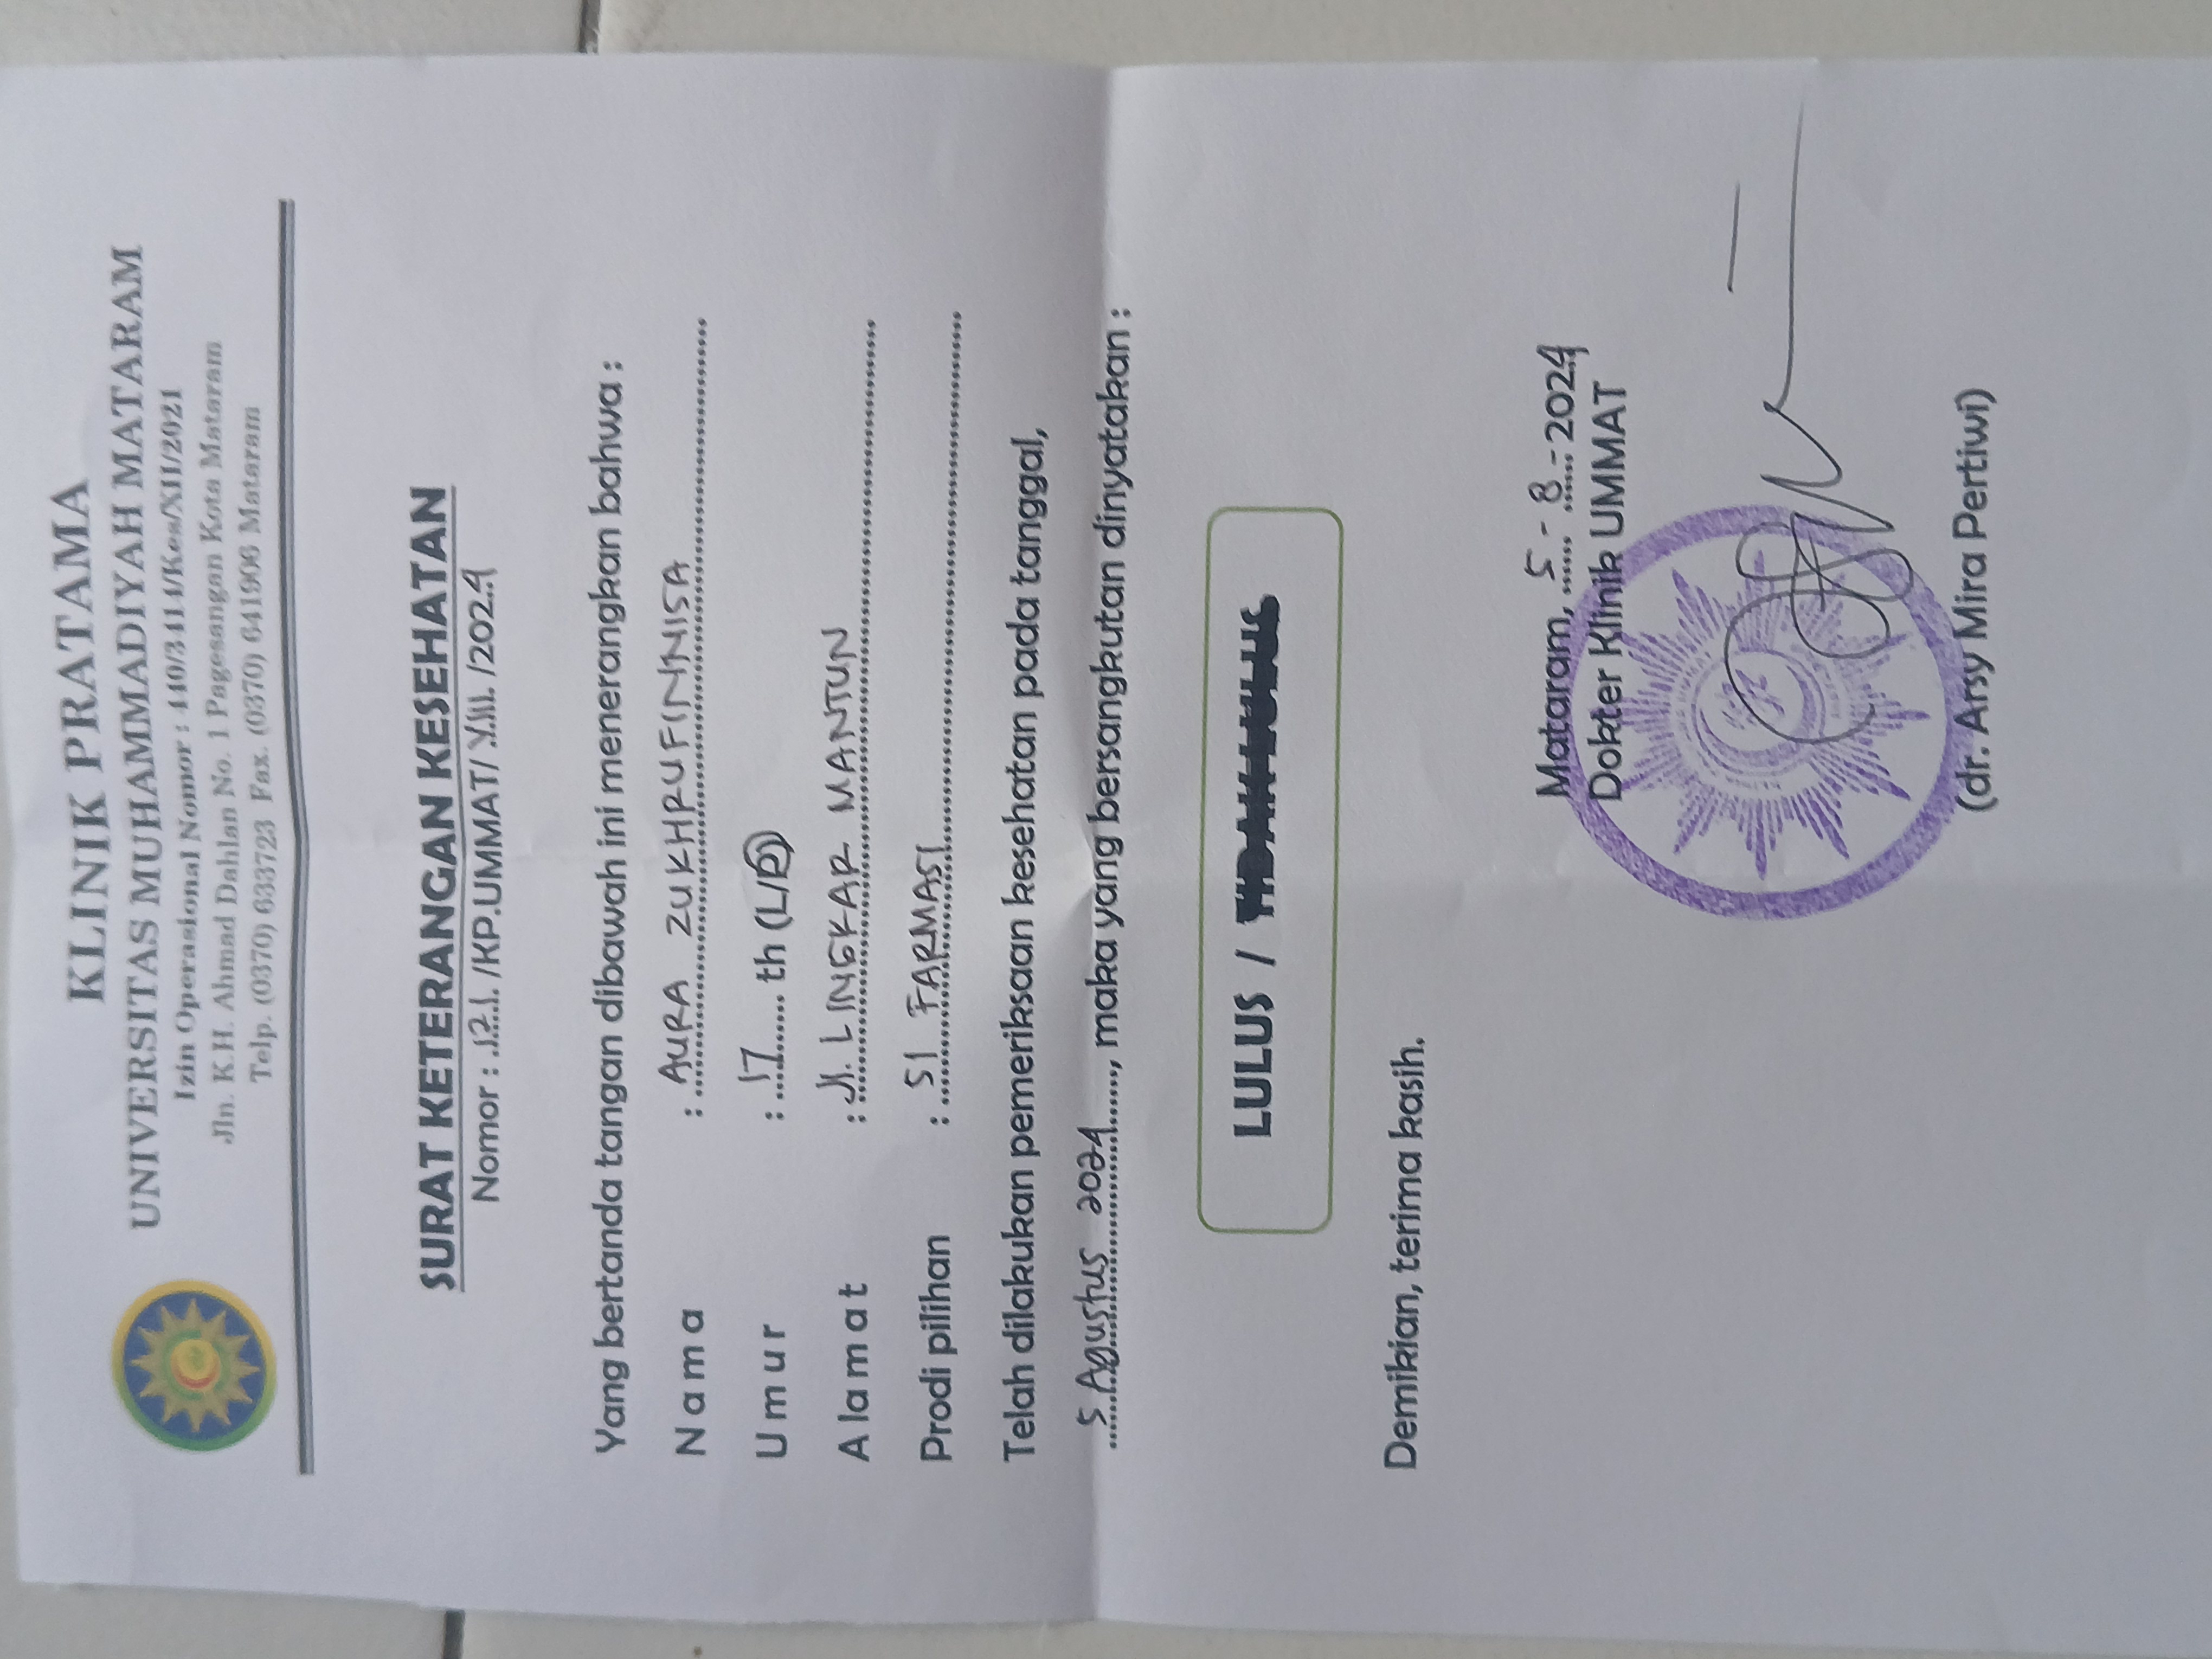 KLINIK PRATAMA
UNIVERSITAS MUHAMMADIYAH MATARAM
Izin Operasional Nomor : 440/3414/Kes/XII/2021
Jln. K.H. Ahmad Dahlan No. 1 Pagesangan Kota Mataram
Telp. (0370) 633723 Fax. (0370) 641906 Mataram
SURAT KETERANGAN KESEHATAN
Nomor : .121. /KP.UMMAT/ VIII. /2024
Yang bertanda tangan dibawah ini menerangkan bahwa :
N a m a : AURA ZUKHRUFINNISA
U m u r : 17 th (L/P)
A l a m a t : Jl. LINGKAR MANTUN
Prodi pilihan : S1 FARMASI
Telah dilakukan pemeriksaan kesehatan pada tanggal,
5 Agustus 2024, maka yang bersangkutan dinyatakan :
LULUS / TIDAK LULUS
Demikian, terima kasih.
Mataram, 5 - 8 - 2024
Dokter Klinik UMMAT
(dr. Arsy Mira Pertiwi)